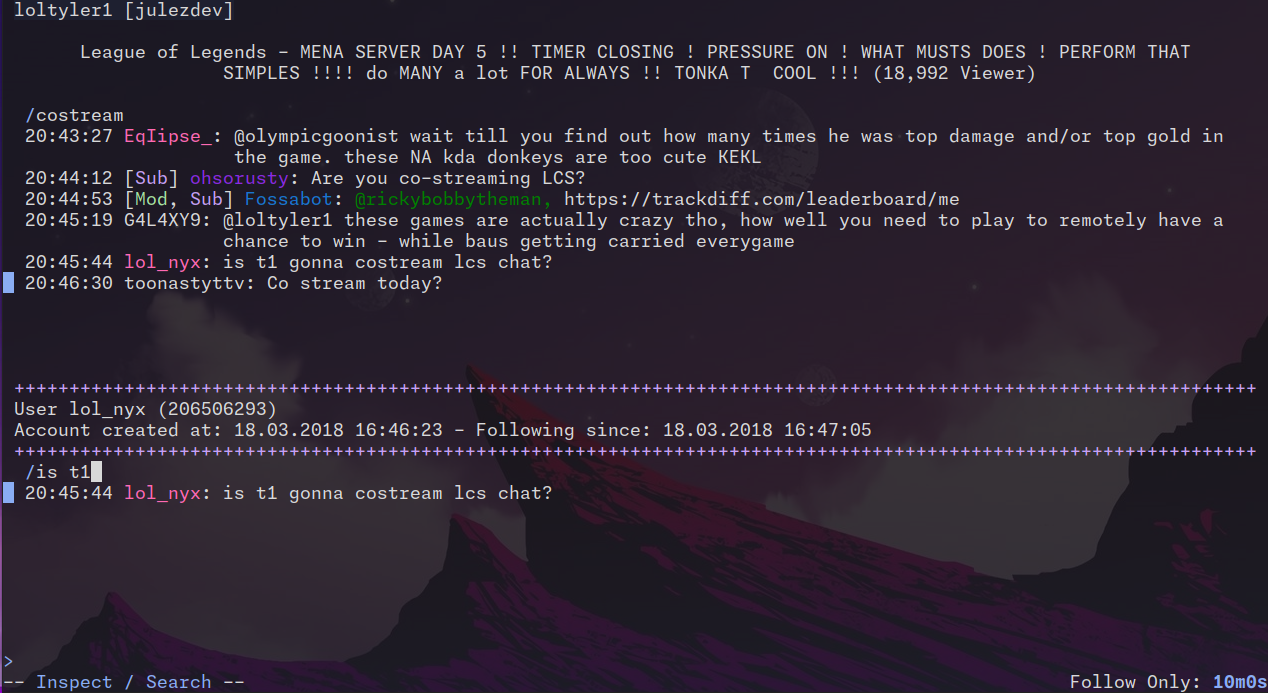 loltyler1 [julezdev]
League of Legends – MENA SERVER DAY 5 !! TIMER CLOSING ! PRESSURE ON ! WHAT MUSTS DOES ! PERFORM THAT
SIMPLES !!!! do MANY a lot FOR ALWAYS !! TONKA T  COOL !!! (18,992 Viewer)
/costream
20:43:27 EqIipse_: @olympicgoonist wait till you find out how many times he was top damage and/or top gold in
the game. these NA kda donkeys are too cute KEKL
20:44:12 [Sub] ohsorusty: Are you co-streaming LCS?
20:44:53 [Mod, Sub] Fossabot: @rickybobbytheman, https://trackdiff.com/leaderboard/me
20:45:19 G4L4XY9: @loltyler1 these games are actually crazy tho, how well you need to play to remotely have a
chance to win – while baus getting carried everygame
20:45:44 lol_nyx: is t1 gonna costream lcs chat?
20:46:30 toonastyttv: Co stream today?
+++++++++++++++++++++++++++++++++++++++++++++++++++++++++++++++++++++++++++++++++++++++++++++++++++++++++++++++++
User lol_nyx (206506293)
Account created at: 18.03.2018 16:46:23 – Following since: 18.03.2018 16:47:05
+++++++++++++++++++++++++++++++++++++++++++++++++++++++++++++++++++++++++++++++++++++++++++++++++++++++++++++++++
/is t1
20:45:44 lol_nyx: is t1 gonna costream lcs chat?
>
-- Inspect / Search -- Follow Only: 10m0s